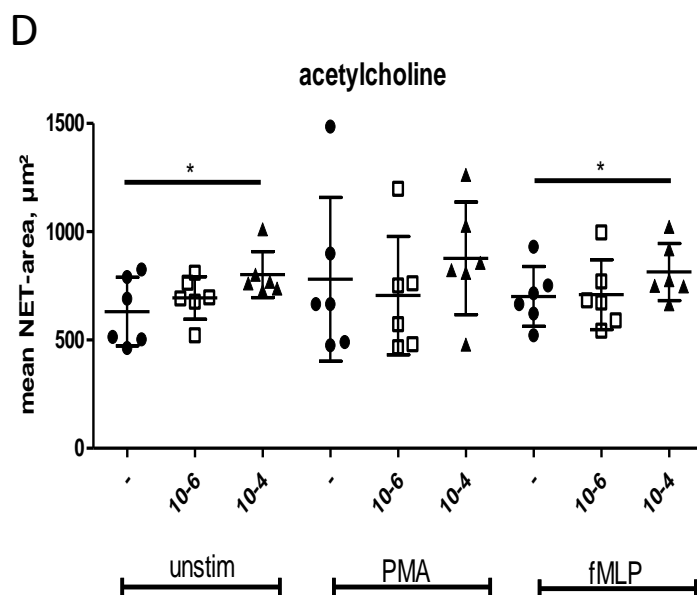 D
acetylcholine
mean NET-area, µm²
1500
1000
500
0
* *
- 10-6 10-4 - 10-6 10-4 - 10-6 10-4
unstim PMA fMLP